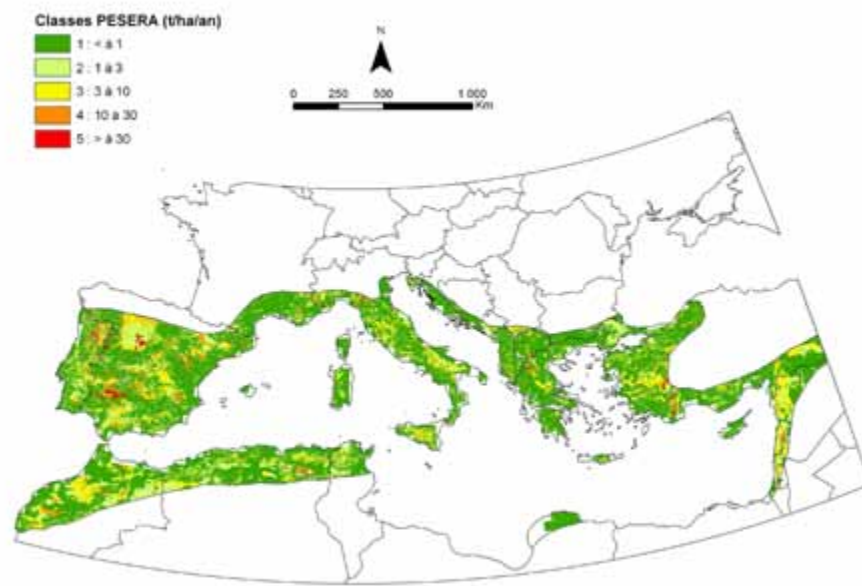 Classes PESERA (t/ha/an)
1 : < à 1
2 : 1 à 3
3 : 3 à 10
4 : 10 à 30
5 : > à 30
N
0 250 500 1 000
Km